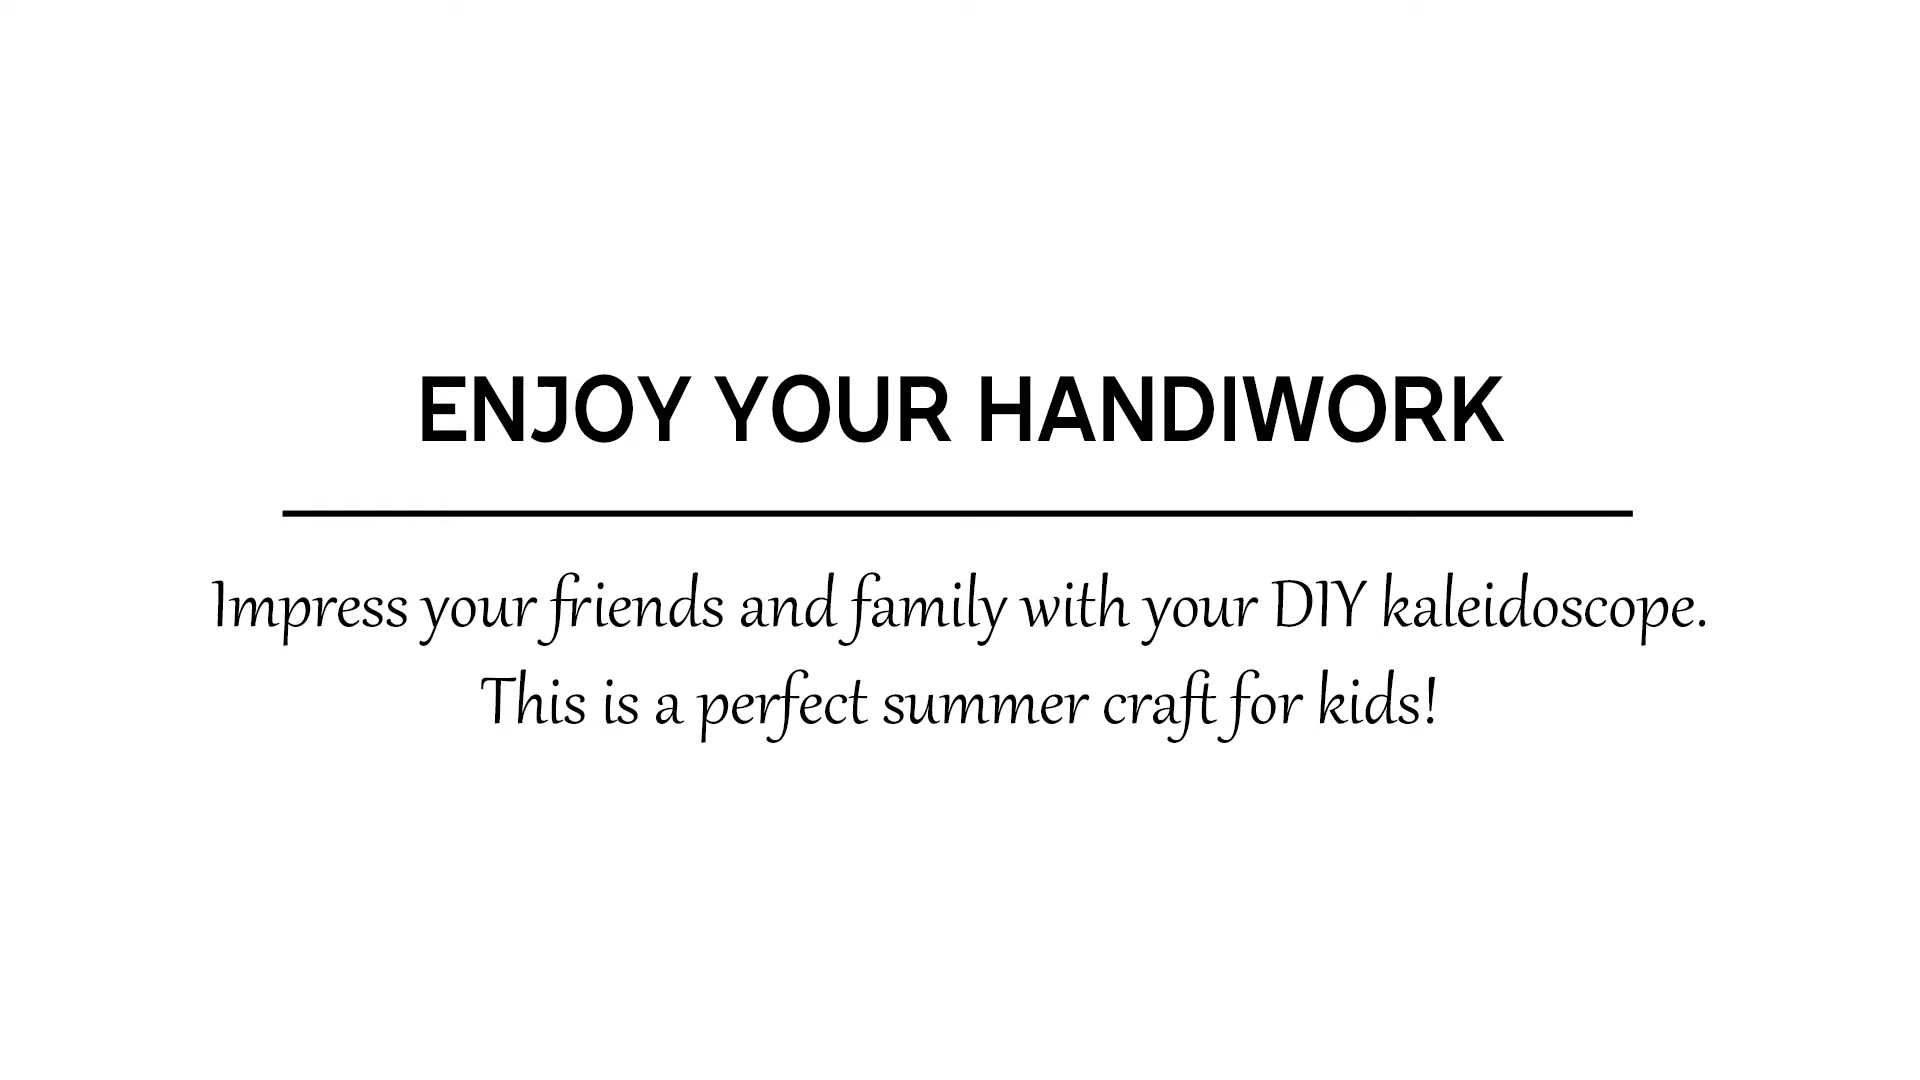 ENJOY YOUR HANDIWORK
Impress your friends and family with your DIY kaleidoscope.
This is a perfect summer craft for kids!